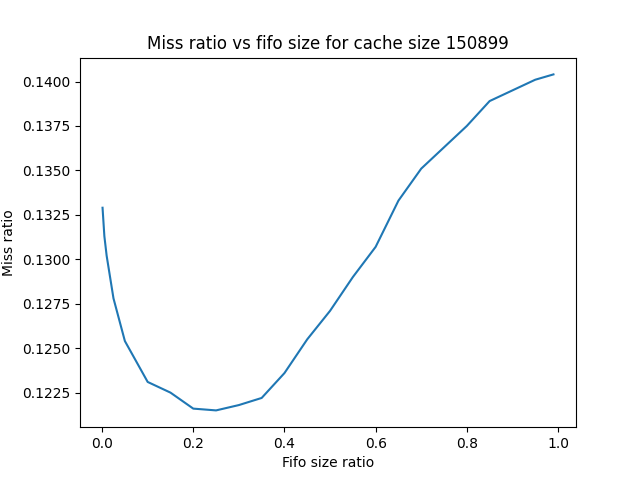 Miss ratio vs fifo size for cache size 150899
0.1400
0.1375
0.1350
0.1325
0.1300
0.1275
0.1250
0.1225
Miss ratio
0.0 0.2 0.4 0.6 0.8 1.0
Fifo size ratio